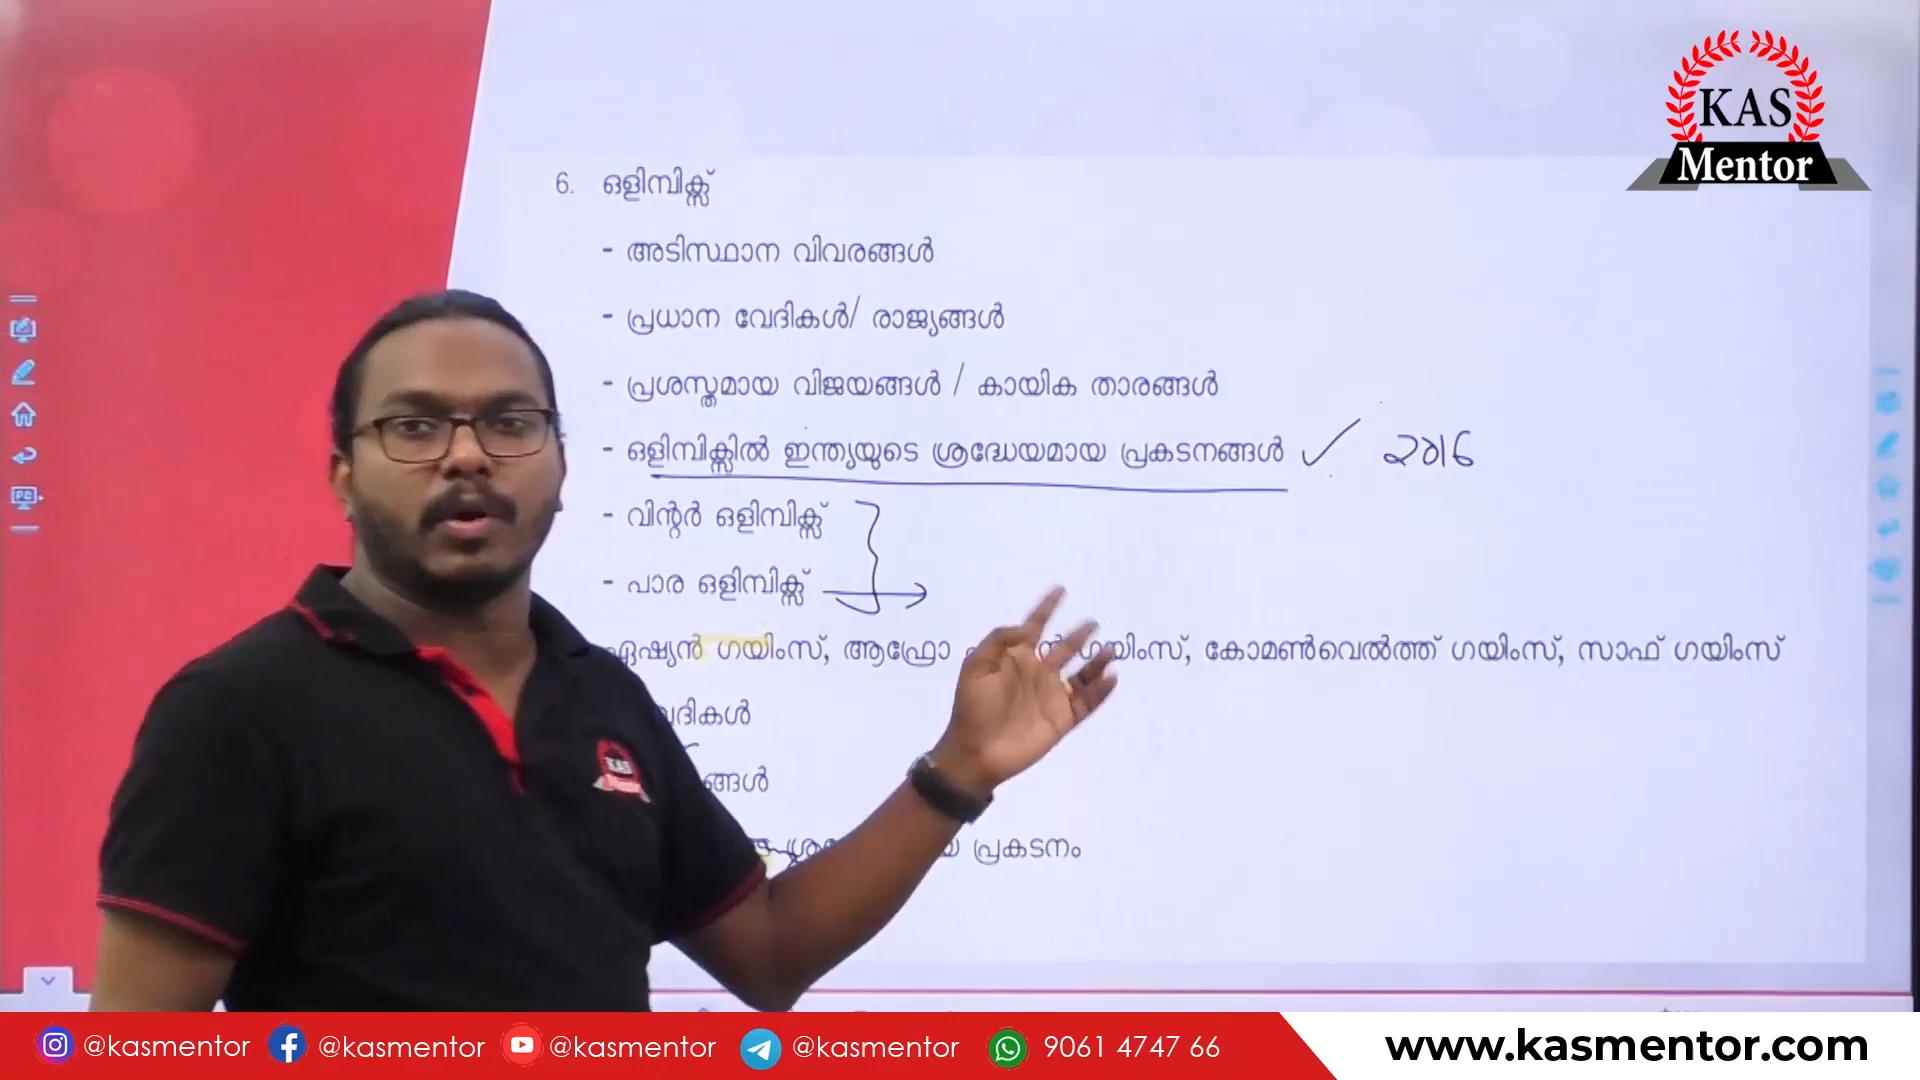 KAS
Mentor
6. ഒളിമ്പിക്സ്
- അടിസ്ഥാന വിവരങ്ങൾ
- പ്രധാന വേദികൾ/ രാജ്യങ്ങൾ
- പ്രശസ്തമായ വിജയങ്ങൾ / കായിക താരങ്ങൾ
- ഒളിമ്പിക്സിൽ ഇന്ത്യയുടെ ശ്രദ്ധേയമായ പ്രകടനങ്ങൾ ✓ 2016
- വിന്റർ ഒളിമ്പിക്സ്
- പാര ഒളിമ്പിക്സ്
ഏഷ്യൻ ഗയിംസ്, ആഫ്രോ ഗയിംസ്, കോമൺവെൽത്ത് ഗയിംസ്, സാഫ് ഗയിംസ്
പ്രകടനം
KAS
@kasmentor @kasmentor @kasmentor @kasmentor 9061 4747 66 www.kasmentor.com